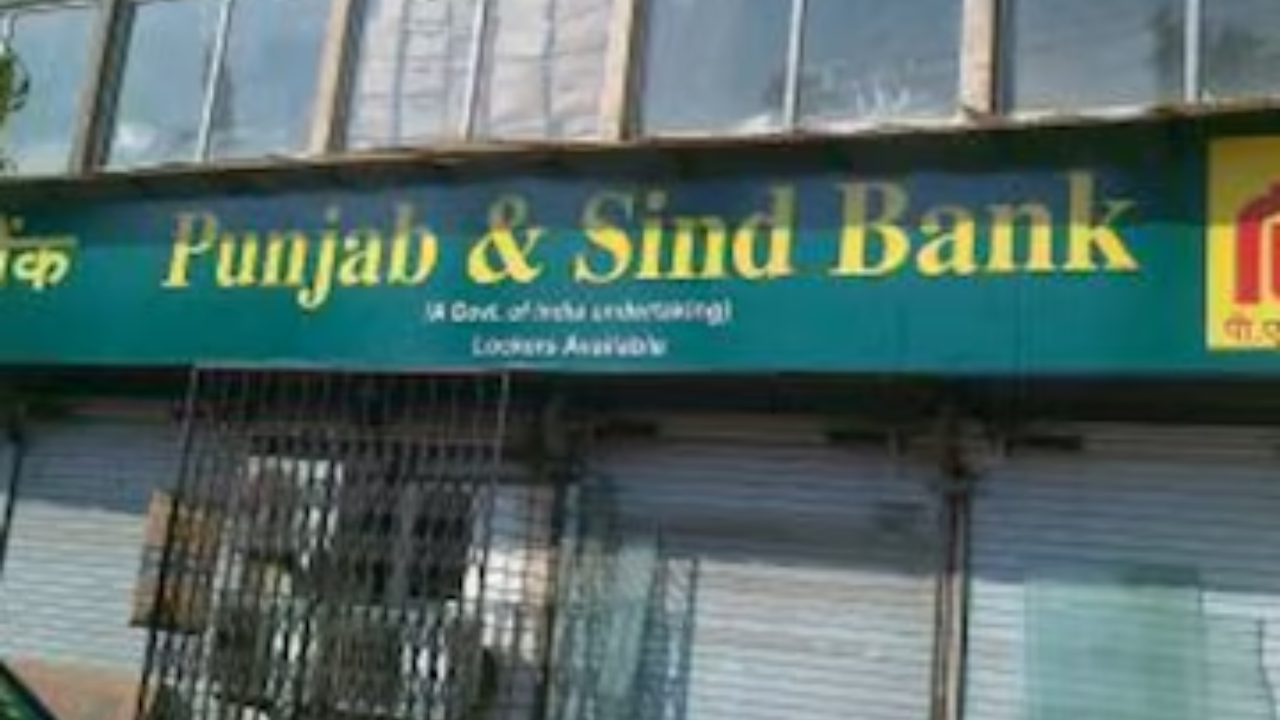 बैंक
Punjab & Sind Bank
(A Govt. of India undertaking)
Lockers Available